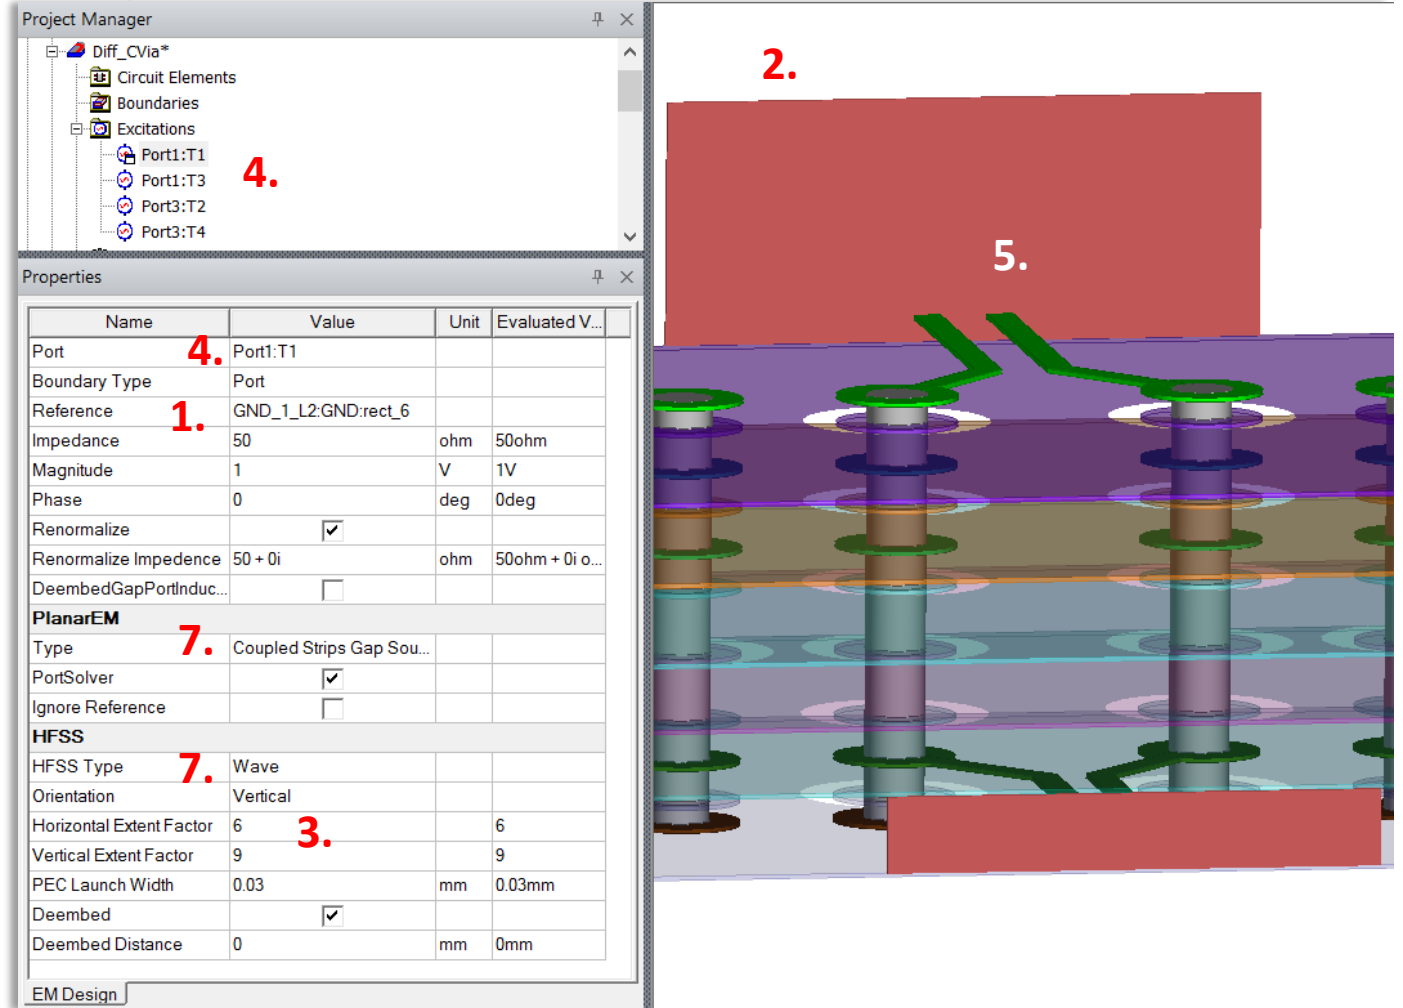 Project Manager
Diff_CVia*
Circuit Elements
Boundaries
Excitations
Port1:T1
Port1:T3
4.
Port3:T2
Port3:T4
Properties
Name Value Unit Evaluated V...
Port 4. Port1:T1
Boundary Type Port
Reference 1. GND_1_L2:GND:rect_6
Impedance 50 ohm 50ohm
Magnitude 1 V 1V
Phase 0 deg 0deg
Renormalize
Renormalize Impedence 50 + 0i ohm 50ohm + 0i o...
DeembedGapPortInduc...
PlanarEM
Type 7. Coupled Strips Gap Sou...
PortSolver
Ignore Reference
HFSS
HFSS Type 7. Wave
Orientation Vertical
Horizontal Extent Factor 6 3. 6
Vertical Extent Factor 9 9
PEC Launch Width 0.03 mm 0.03mm
Deembed
Deembed Distance 0 mm 0mm
EM Design
2.
5.